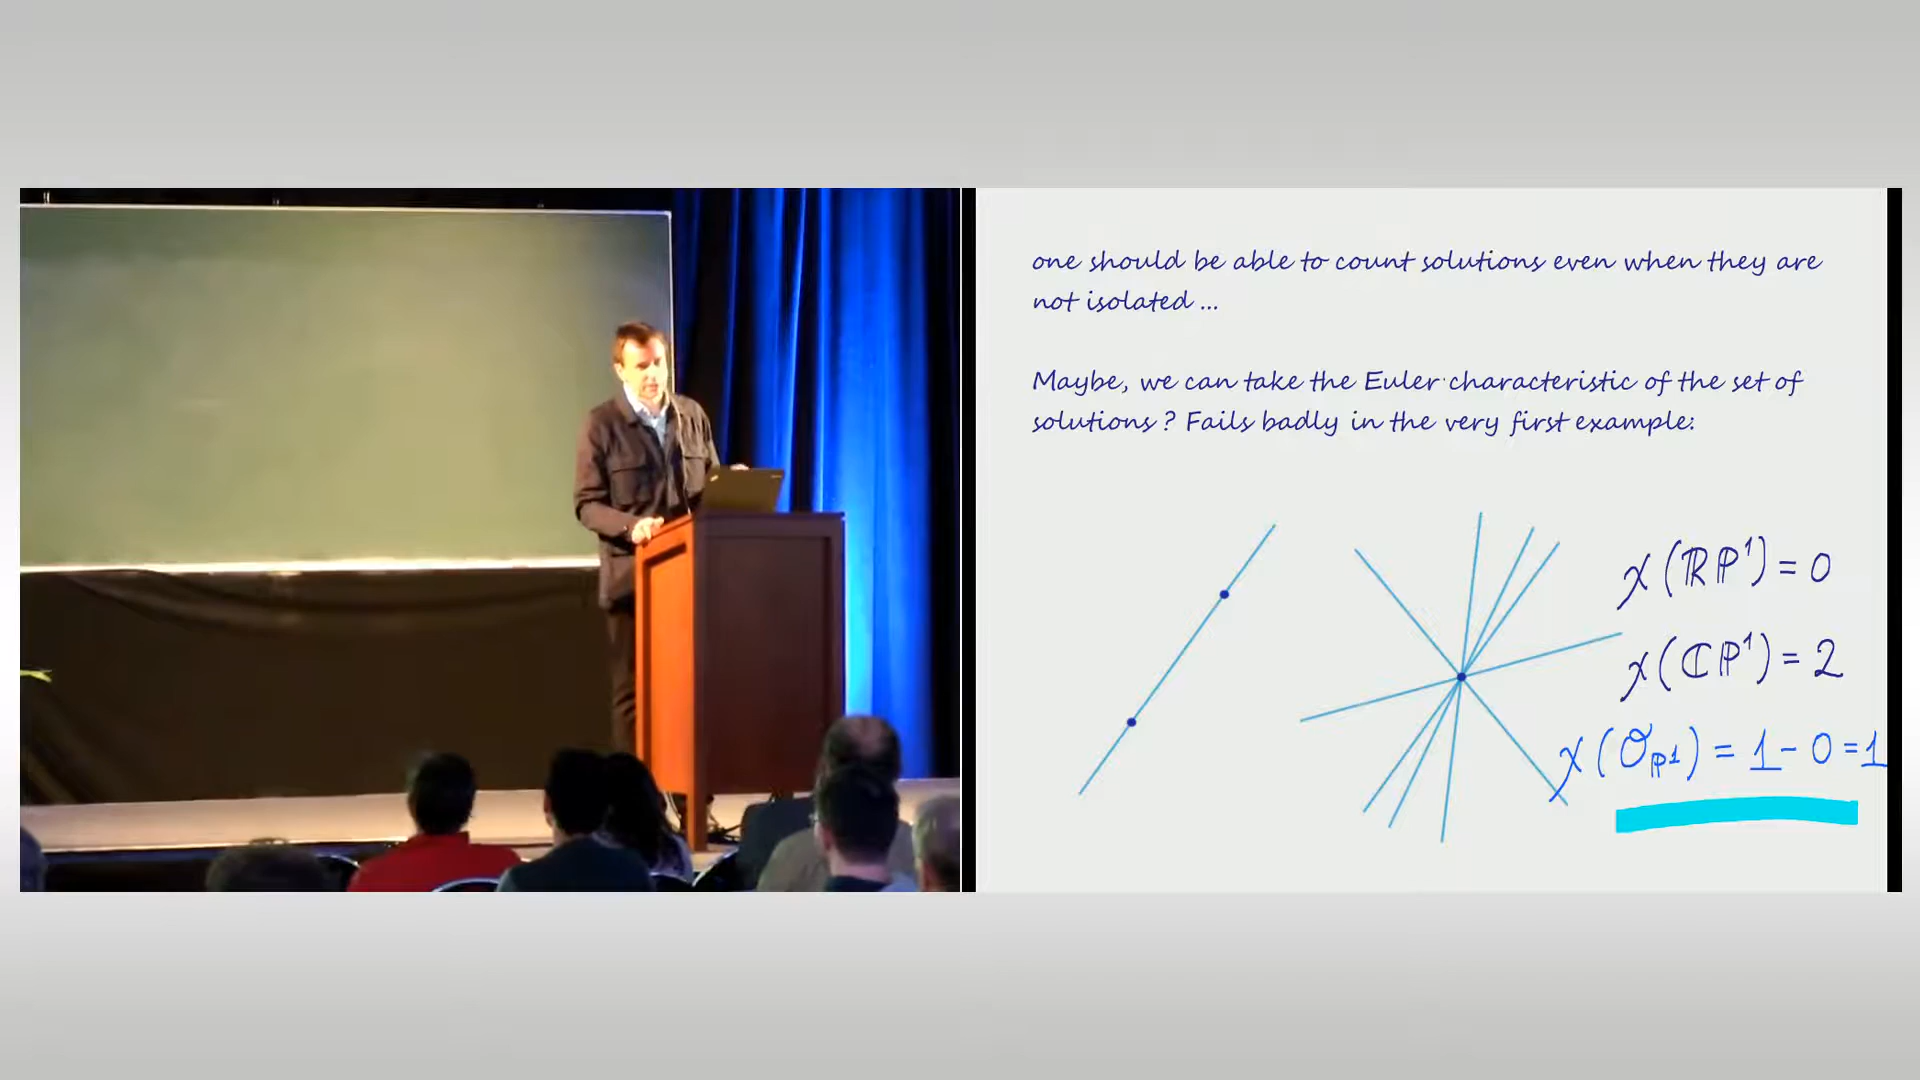 one should be able to count solutions even when they are
not isolated ...
Maybe, we can take the Euler characteristic of the set of
solutions ? Fails badly in the very first example:
χ(ℝℙ¹) = 0
χ(ℂℙ¹) = 2
χ(𝒪_ℙ¹) = 1 - 0 = 1